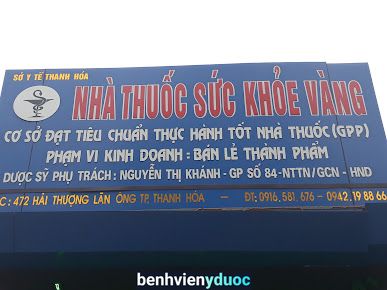 SỞ Y TẾ THANH HÓA
NHÀ THUỐC SỨC KHỎE VÀNG
CƠ SỞ ĐẠT TIÊU CHUẨN THỰC HÀNH TỐT NHÀ THUỐC(GPP)
PHẠM VI KINH DOANH : BÁN LẺ THÀNH PHẨM
DƯỢC SỸ PHỤ TRÁCH : NGUYỄN THỊ KHÁNH - GP SỐ 84-NTTN/GCN - HND
C : 472 HẢI THƯỢNG LÃN ÔNG TP. THANH HÓA - ĐT: 0916.581.676 - 0942. 19 88 66
benhvienyduoc